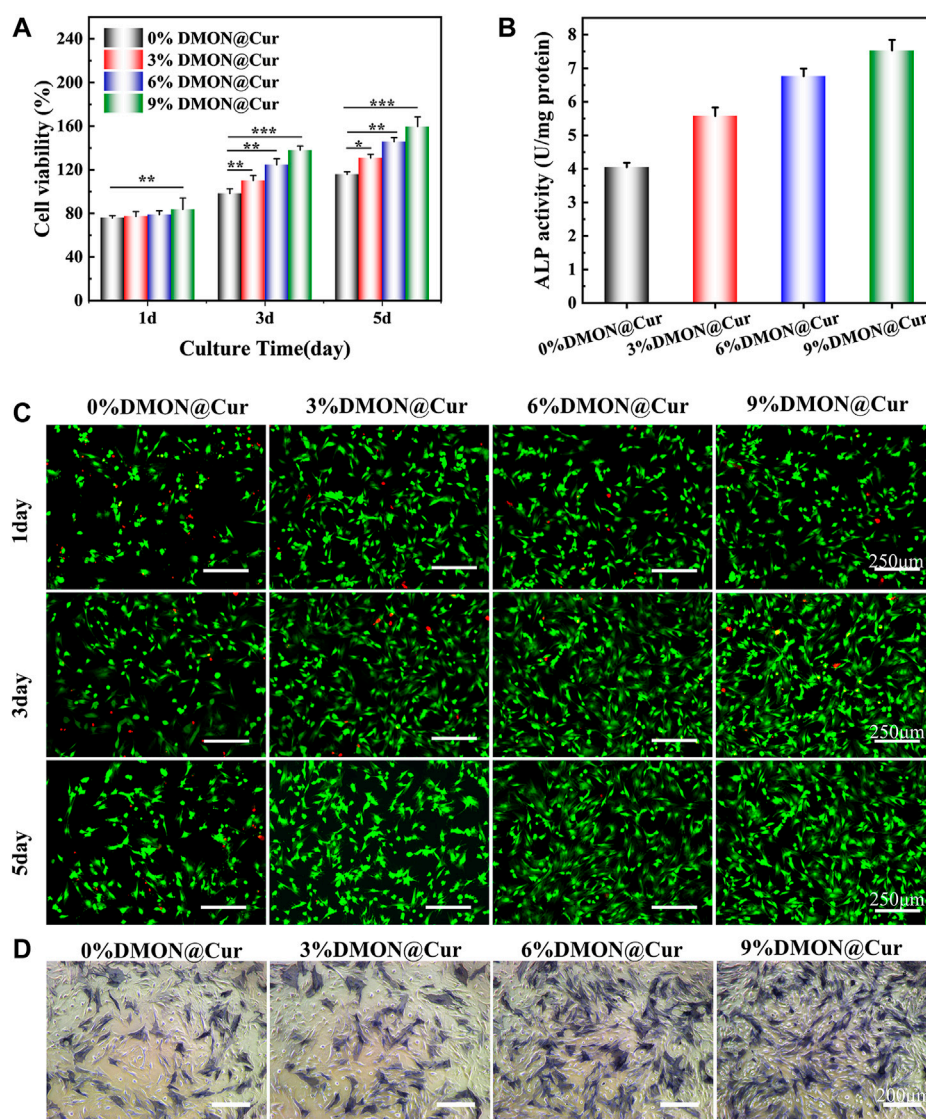 A
240
200
160
120
80
40
0
Cell viability (%)
0% DMON@Cur
3% DMON@Cur
6% DMON@Cur
9% DMON@Cur
**
***
**
**
***
**
*
1d 3d 5d
Culture Time(day)
B
8
7
6
5
4
3
2
1
0
ALP activity (U/mg protein)
0%DMON@Cur 3%DMON@Cur 6%DMON@Cur 9%DMON@Cur
C
0%DMON@Cur 3%DMON@Cur 6%DMON@Cur 9%DMON@Cur
1day
250μm
3day
250μm
5day
250μm
D
0%DMON@Cur 3%DMON@Cur 6%DMON@Cur 9%DMON@Cur
200μm